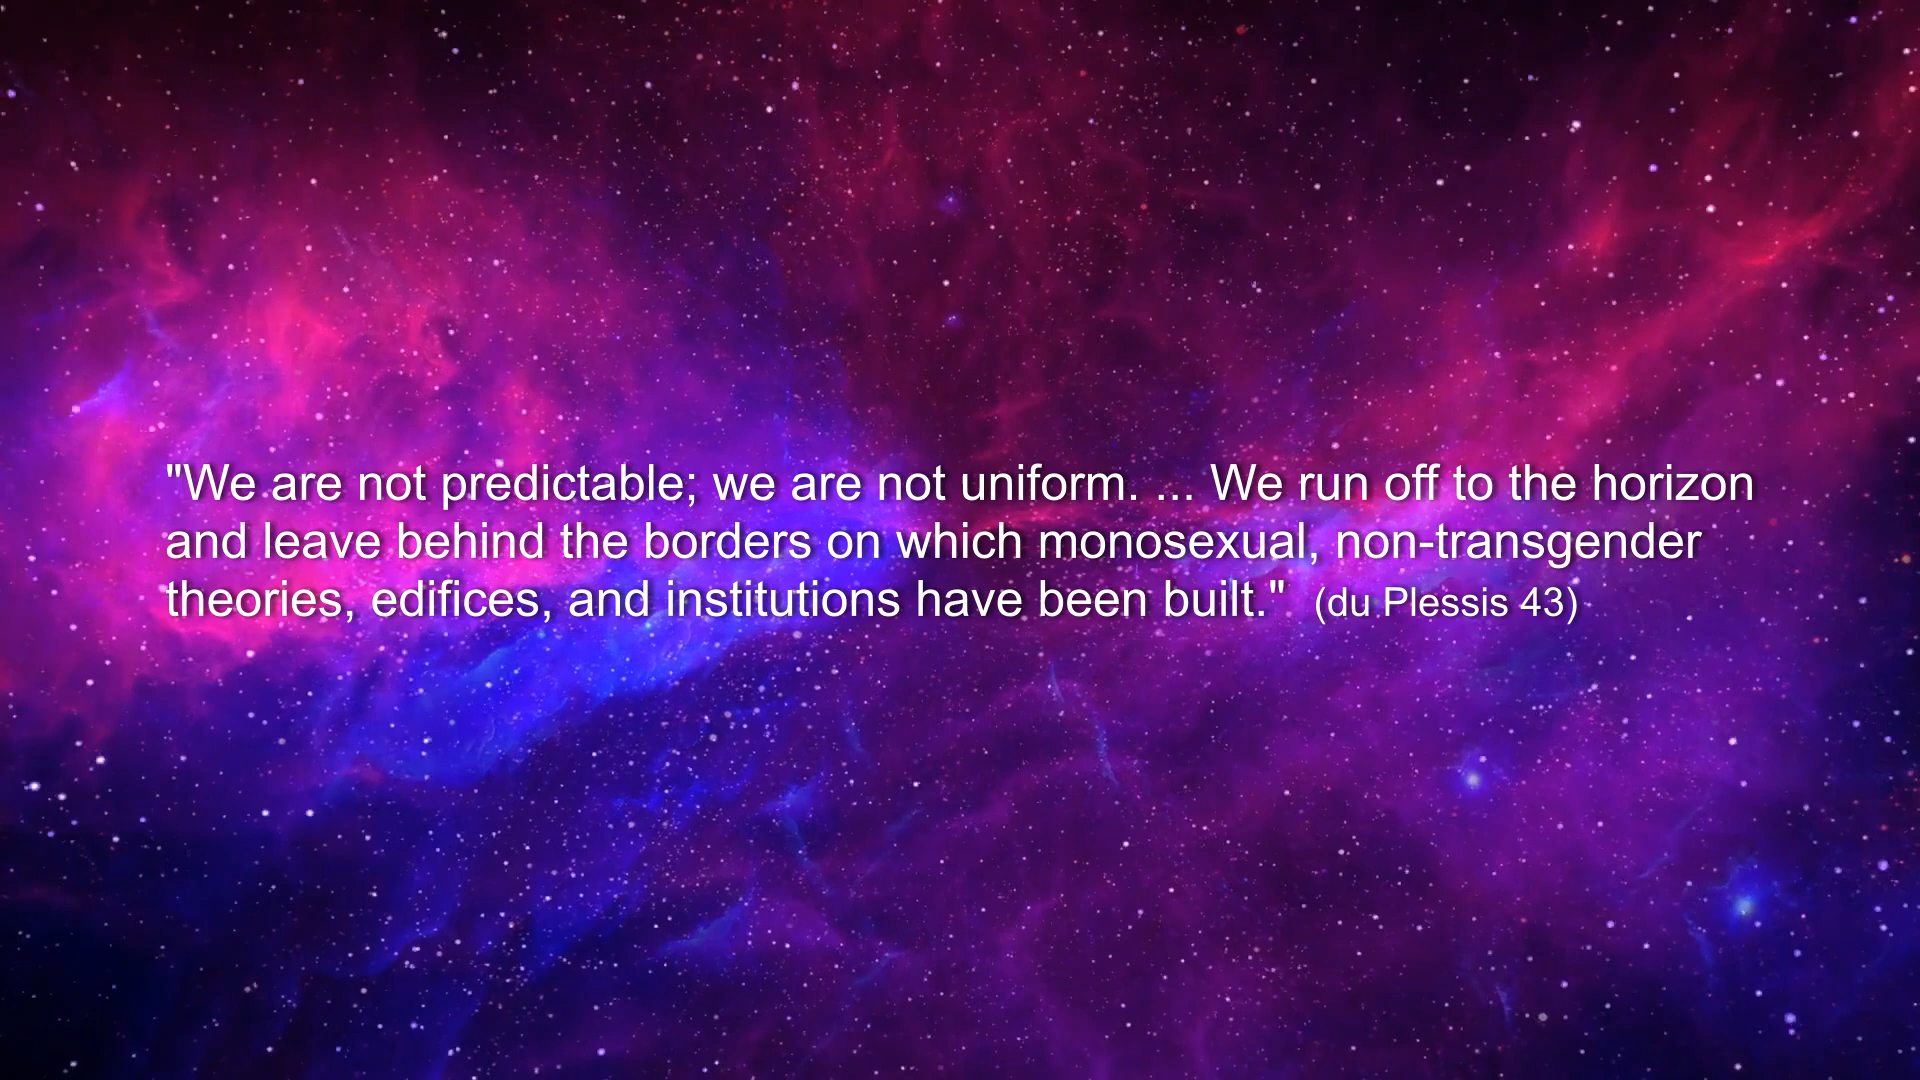 "We are not predictable; we are not uniform. ... We run off to the horizon
and leave behind the borders on which monosexual, non-transgender
theories, edifices, and institutions have been built." (du Plessis 43)